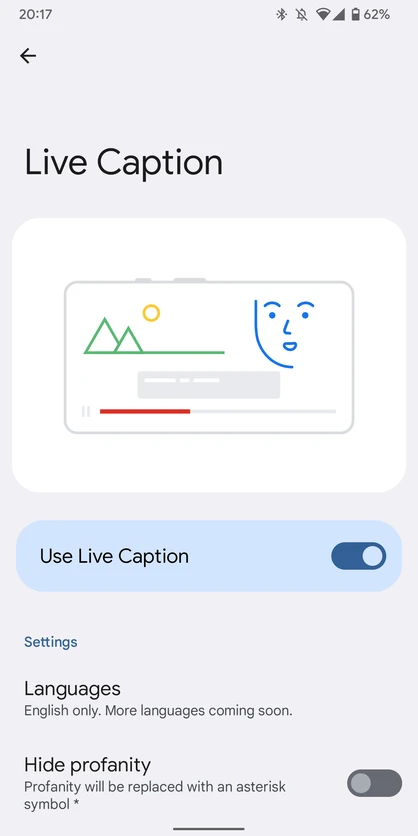 20:17
62%
Live Caption
Use Live Caption
Settings
Languages
English only. More languages coming soon.
Hide profanity
Profanity will be replaced with an asterisk
symbol *